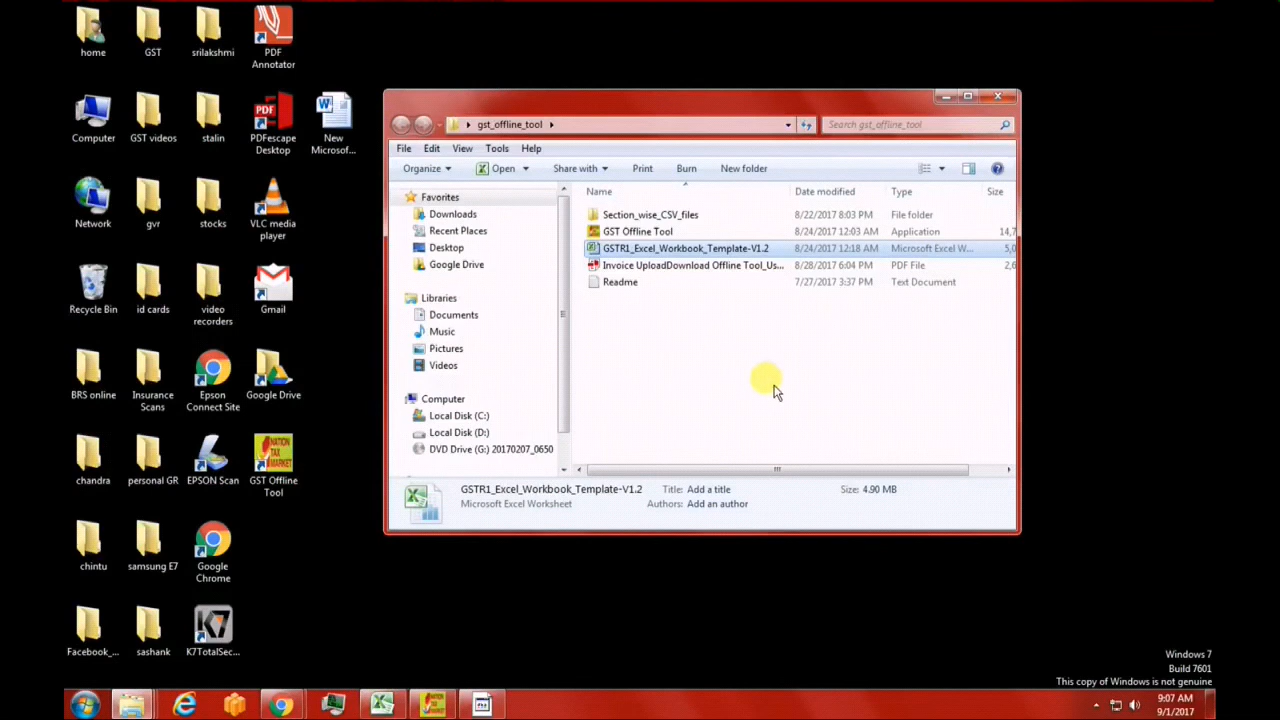 home
GST
srilakshmi
PDF
Annotator
Computer
GST videos
stalin
PDFescape
Desktop
New
Microsof...
Network
gvr
stocks
VLC media
player
Recycle Bin
id cards
video
recorders
Gmail
BRS online
Insurance
Scans
Epson
Connect Site
Google Drive
chandra
personal GR
EPSON Scan
NATION
TAX
MARKET
GST Offline
Tool
chintu
samsung E7
Google
Chrome
Facebook_...
sashank
K7TotalSec...
gst_offline_tool
Search gst_offline_tool
File Edit View Tools Help
Organize Open Share with Print Burn New folder
Favorites
Downloads
Recent Places
Desktop
Google Drive
Libraries
Documents
Music
Pictures
Videos
Computer
Local Disk (C:)
Local Disk (D:)
DVD Drive (G:) 20170207_0650
Name Date modified Type Size
Section_wise_CSV_files 8/22/2017 8:03 PM File folder
GST Offline Tool 8/24/2017 12:03 AM Application 14,7
GSTR1_Excel_Workbook_Template-V1.2 8/24/2017 12:18 AM Microsoft Excel W... 5,0
Invoice UploadDownload Offline Tool_Us... 8/28/2017 6:04 PM PDF File 2,6
Readme 7/27/2017 3:37 PM Text Document
GSTR1_Excel_Workbook_Template-V1.2 Title: Add a title Size: 4.90 MB
Microsoft Excel Worksheet Authors: Add an author
Windows 7
Build 7601
This copy of Windows is not genuine
9:07 AM
9/1/2017